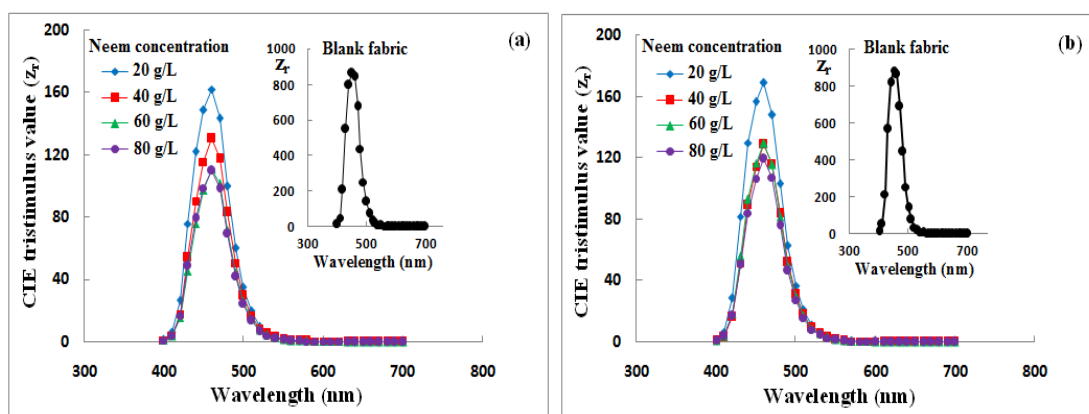 (a)
Neem concentration
20 g/L
40 g/L
60 g/L
80 g/L
Blank fabric
Zr
1000
800
600
400
200
0
300 500 700
Wavelength (nm)
CIE tristimulus value (zr)
200
160
120
80
40
0
300 400 500 600 700 800
Wavelength (nm)
(b)
Neem concentration
20 g/L
40 g/L
60 g/L
80 g/L
Blank fabric
Zr
1000
800
600
400
200
0
300 500 700
Wavelength (nm)
CIE tristimulus value (zr)
200
160
120
80
40
0
300 400 500 600 700 800
Wavelength (nm)